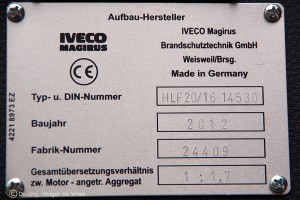 Aufbau-Hersteller
IVECO
MAGIRUS
IVECO Magirus
Brandschutztechnik GmbH
Weisweil/Brsg.
Made in Germany
CE
Typ- u. DIN-Nummer HLF20/16 14530
Baujahr 2012
Fabrik-Nummer 24409
Gesamtübersetzungsverhältnis
zw. Motor - angetr. Aggregat 1:1,7
4221 8973 EZ